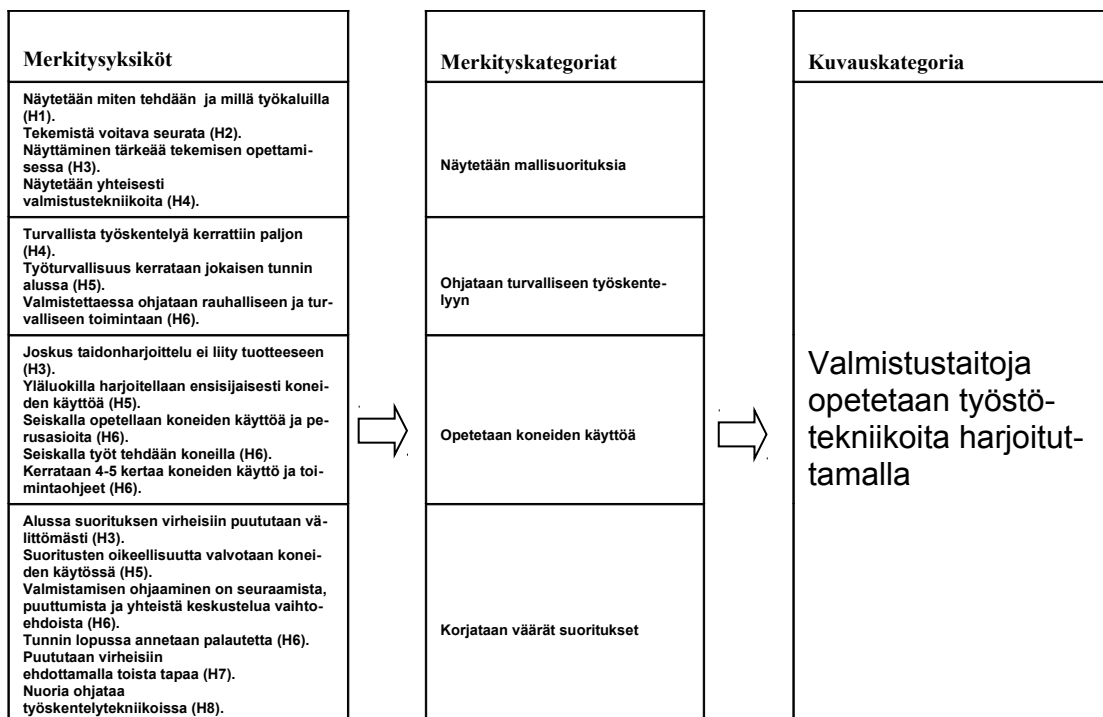 Merkitysyksiköt
Näytetään miten tehdään ja millä työkaluilla
(H1).
Tekemistä voitava seurata (H2).
Näyttäminen tärkeää tekemisen opettami-
sessa (H3).
Näytetään yhteisesti
valmistustekniikoita (H4).
Turvallista työskentelyä kerrattiin paljon
(H4).
Työturvallisuus kerrataan jokaisen tunnin
alussa (H5).
Valmistettaessa ohjataan rauhalliseen ja tur-
valliseen toimintaan (H6).
Joskus taidonharjoittelu ei liity tuotteeseen
(H3).
Yläluokilla harjoitellaan ensisijaisesti konei-
den käyttöä (H5).
Seiskalla opetellaan koneiden käyttöä ja pe-
rusasioita (H6).
Seiskalla työt tehdään koneilla (H6).
Kerrataan 4-5 kertaa koneiden käyttö ja toi-
mintaohjeet (H6).
Alussa suorituksen virheisiin puututaan vä-
littömästi (H3).
Suoritusten oikeellisuutta valvotaan konei-
den käytössä (H5).
Valmistamisen ohjaaminen on seuraamista,
puuttumista ja yhteistä keskustelua vaihto-
ehdoista (H6).
Tunnin lopussa annetaan palautetta (H6).
Puututaan virheisiin
ehdottamalla toista tapaa (H7).
Nuoria ohjataa
työskentelytekniikoissa (H8).
Merkityskategoriat
Näytetään mallisuorituksia
Ohjataan turvalliseen työskente-
lyyn
Opetetaan koneiden käyttöä
Korjataan väärät suoritukset
Kuvauskategoria
Valmistustaitoja
opetetaan työstö-
tekniikoita harjoitut-
tamalla